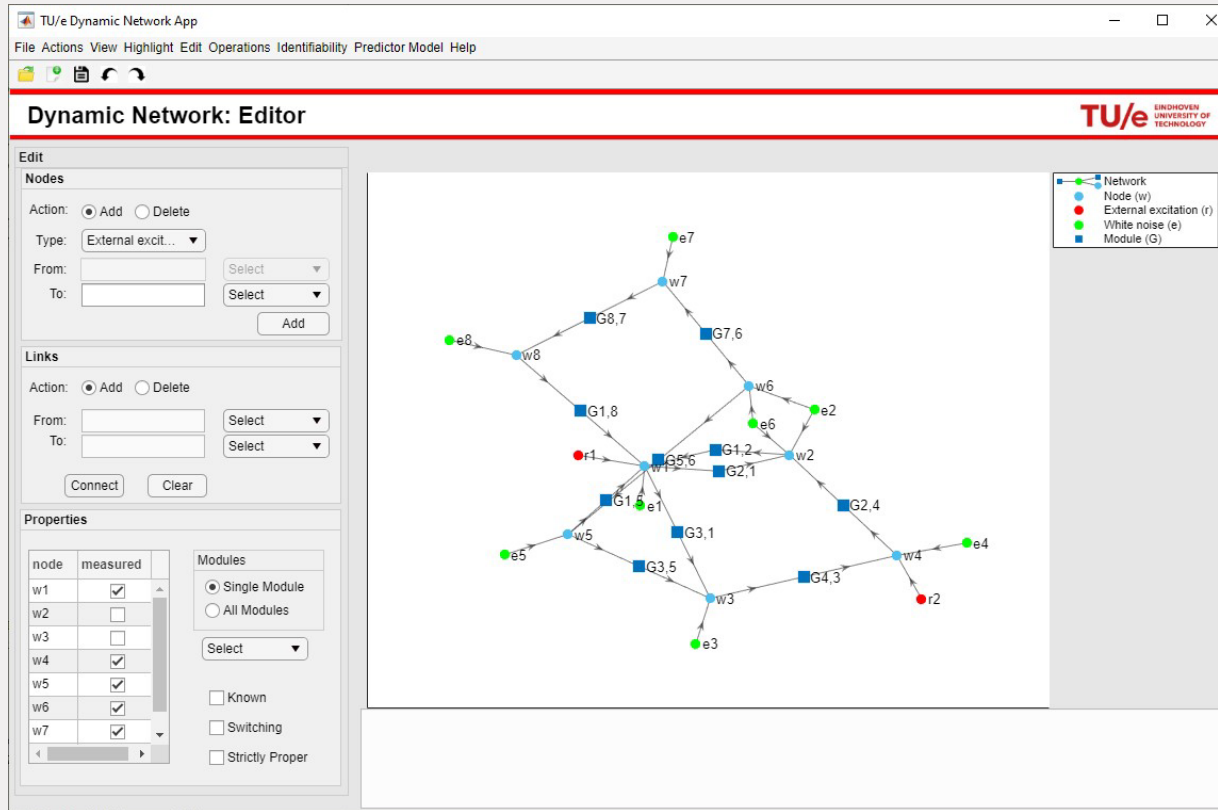 TU/e Dynamic Network App
File Actions View Highlight Edit Operations Identifiability Predictor Model Help
Dynamic Network: Editor
TU/e EINDHOVEN
UNIVERSITY OF
TECHNOLOGY
Edit
Nodes
Action: Add Delete
Type: External excit...
From: Select
To: Select
Add
Links
Action: Add Delete
From: Select
To: Select
Connect Clear
Properties
node measured
w1
w2
w3
w4
w5
w6
w7
Modules
Single Module
All Modules
Select
Known
Switching
Strictly Proper
e7
w7
G8,7
G7,6
e8
w8
w6
G1,8
e2
e6
r1
w1
G5,6
G1,2
w2
G2,1
G1,5
e1
G2,4
w5
G3,1
e5
G3,5
e4
w4
G4,3
w3
r2
e3
Network
Node (w)
External excitation (r)
White noise (e)
Module (G)